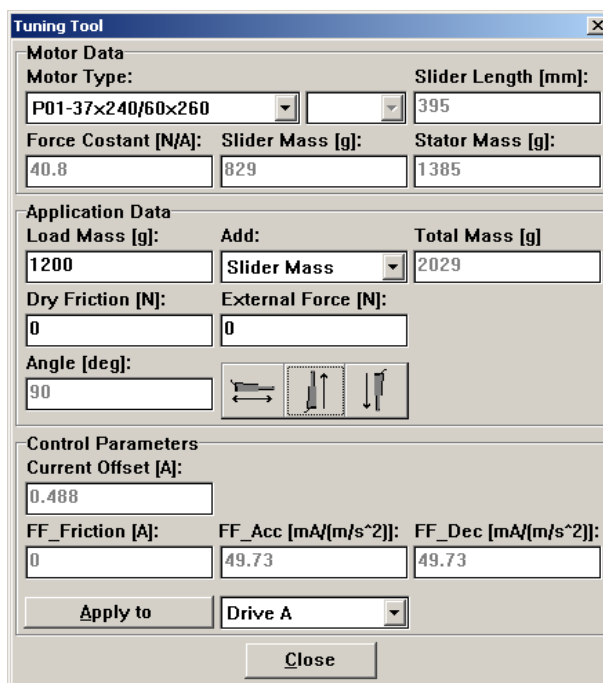 Tuning Tool
Motor Data
Motor Type: Slider Length [mm]:
P01-37x240/60x260 395
Force Costant [N/A]: Slider Mass [g]: Stator Mass [g]:
40.8 829 1385
Application Data
Load Mass [g]: Add: Total Mass [g]
1200 Slider Mass 2029
Dry Friction [N]: External Force [N]:
0 0
Angle [deg]:
90
Control Parameters
Current Offset [A]:
0.488
FF_Friction [A]: FF_Acc [mA/(m/s^2)]: FF_Dec [mA/(m/s^2)]:
0 49.73 49.73
Apply to Drive A
Close